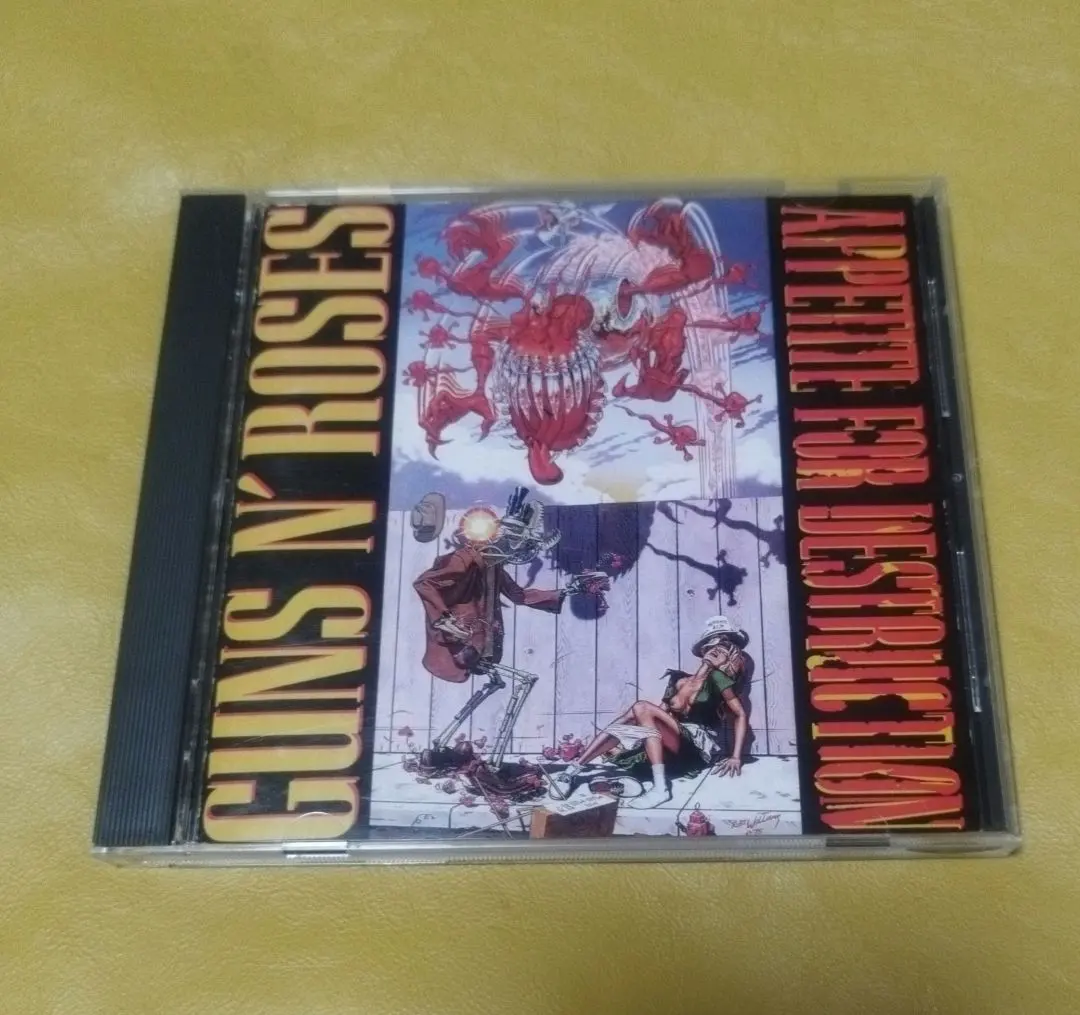 GUNS N' ROSES
APPETITE FOR DESTRUCTION